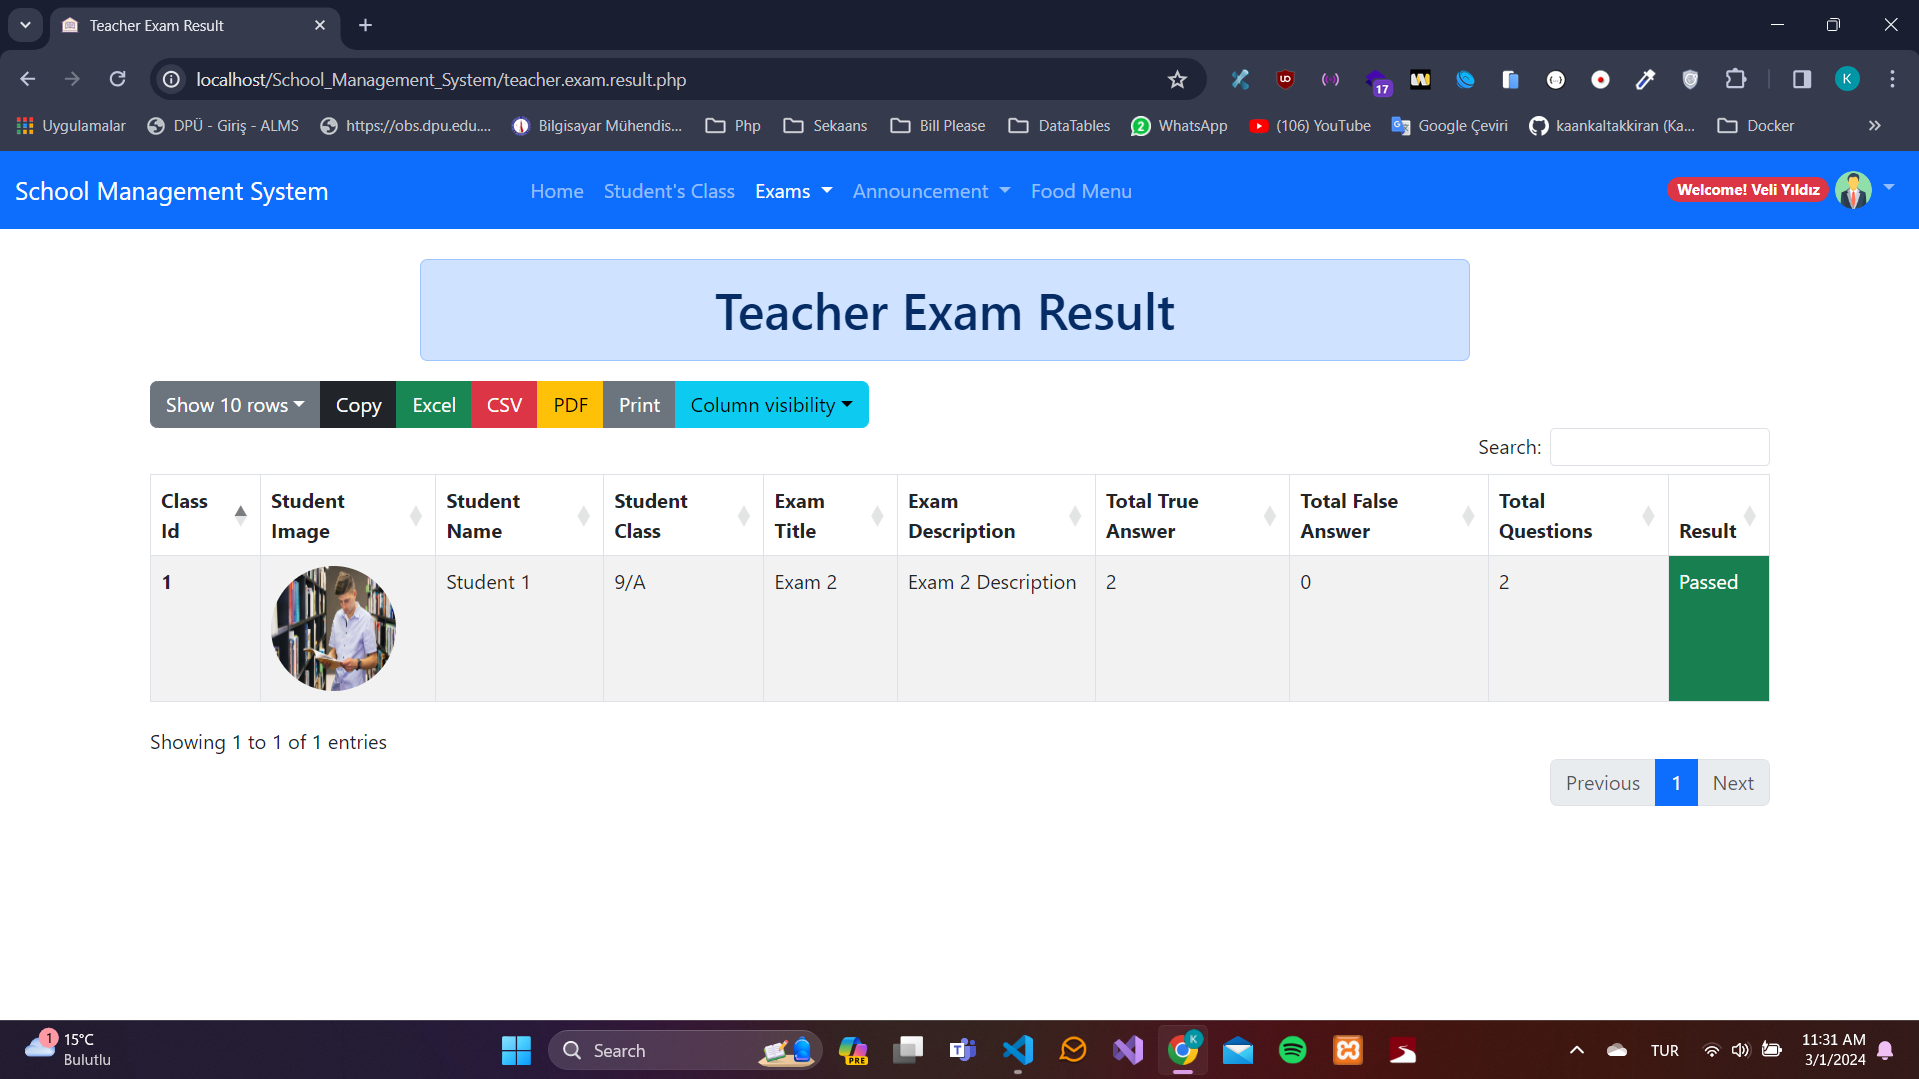 Teacher Exam Result
localhost/School_Management_System/teacher.exam.result.php
17
K
Uygulamalar DPÜ - Giriş - ALMS https://obs.dpu.edu.... Bilgisayar Mühendis... Php Sekaans Bill Please DataTables WhatsApp (106) YouTube Google Çeviri kaankaltakkiran (Ka... Docker
School Management System Home Student's Class Exams Announcement Food Menu Welcome! Veli Yıldız
Teacher Exam Result
Show 10 rows Copy Excel CSV PDF Print Column visibility
Search:
Class Id Student Image Student Name Student Class Exam Title Exam Description Total True Answer Total False Answer Total Questions Result
1 Student 1 9/A Exam 2 Exam 2 Description 2 0 2 Passed
Showing 1 to 1 of 1 entries
Previous 1 Next
1 15°C
Bulutlu
Search
PRE
K
TUR
11:31 AM
3/1/2024